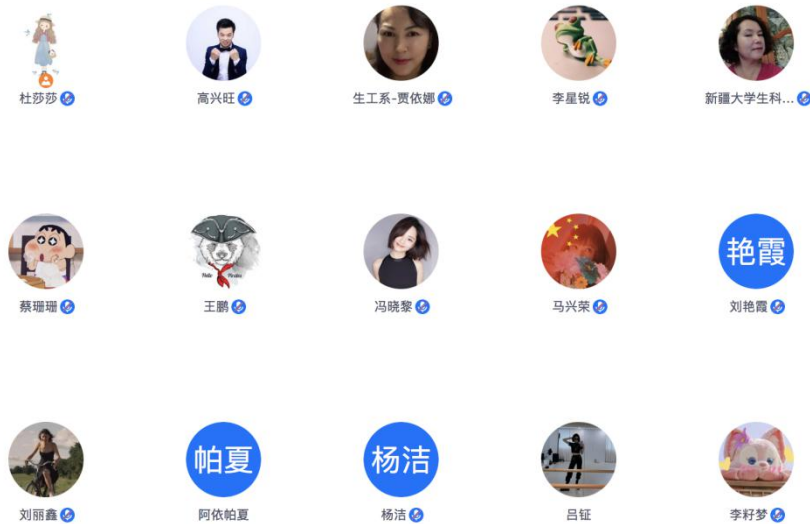 杜莎莎
高兴旺
生工系-贾依娜
李星锐
新疆大学生科...
蔡珊珊
王鹏
冯晓黎
马兴荣
艳霞
刘艳霞
刘丽鑫
帕夏
阿依帕夏
杨洁
杨洁
吕钲
李籽梦